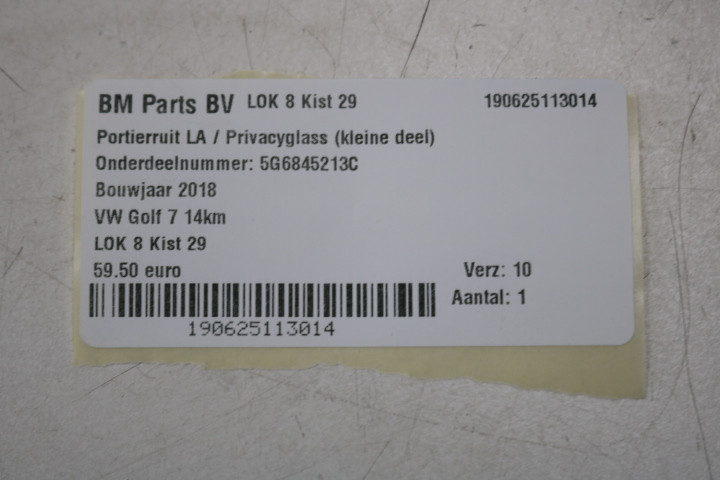 BM Parts BV LOK 8 Kist 29 190625113014
Portierruit LA / Privacyglass (kleine deel)
Onderdeelnummer: 5G6845213C
Bouwjaar 2018
VW Golf 7 14km
LOK 8 Kist 29
59.50 euro Verz: 10
Aantal: 1
190625113014